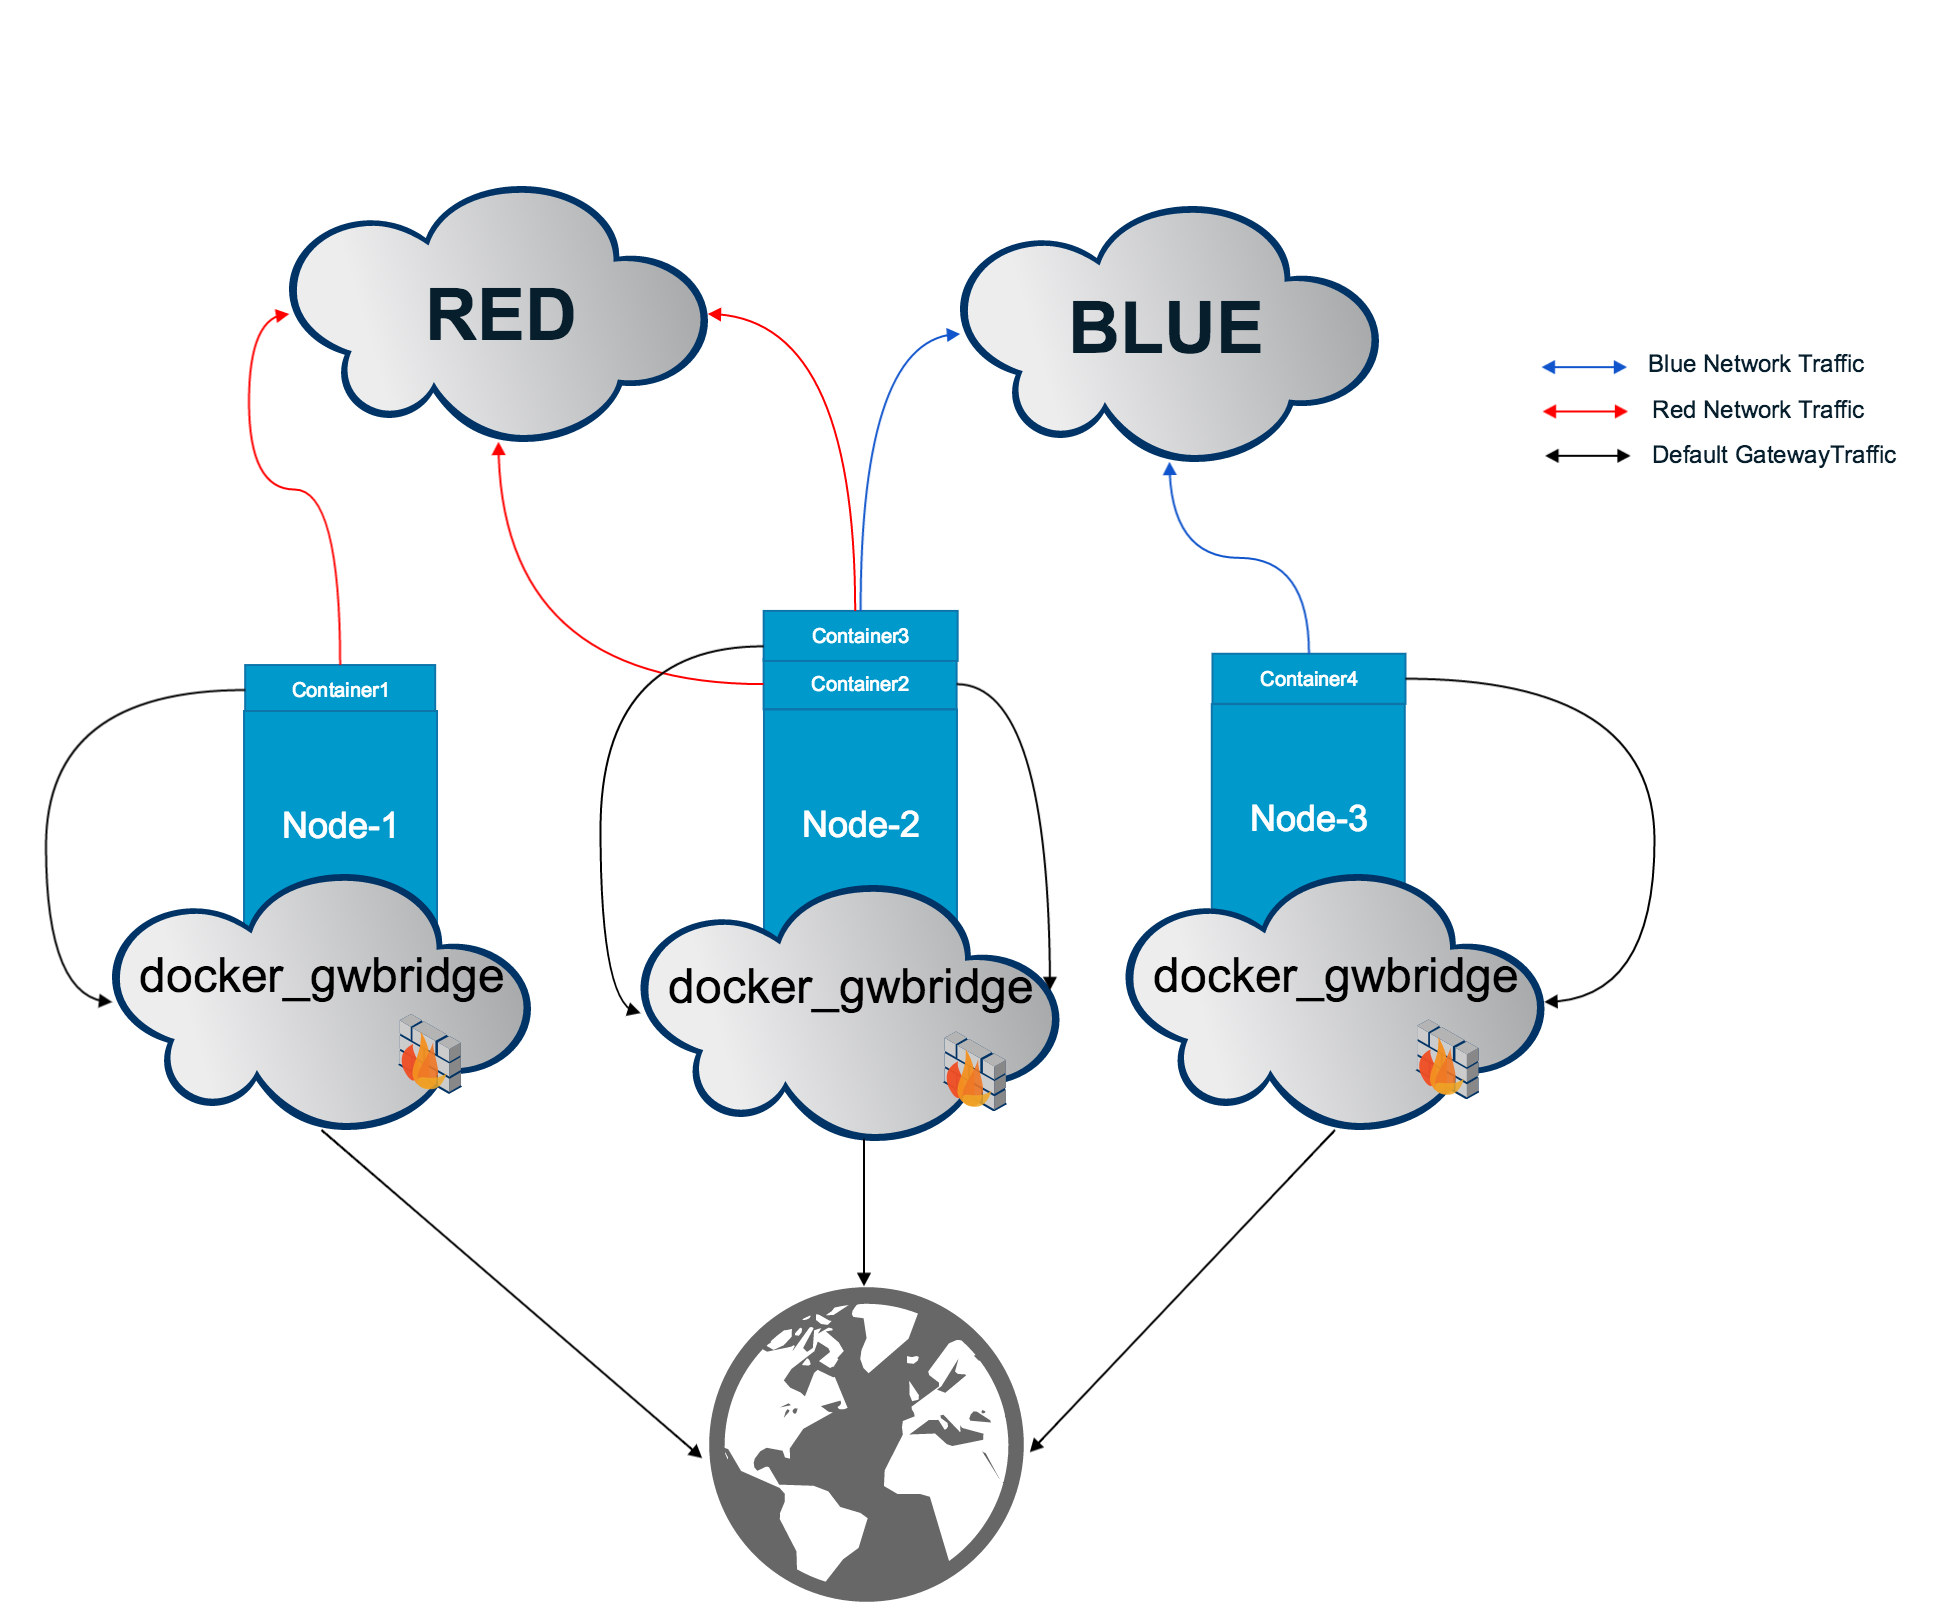 RED
BLUE
Blue Network Traffic
Red Network Traffic
Default GatewayTraffic
Container3
Container1
Container2
Container4
Node-1
Node-2
Node-3
docker_gwbridge
docker_gwbridge
docker_gwbridge